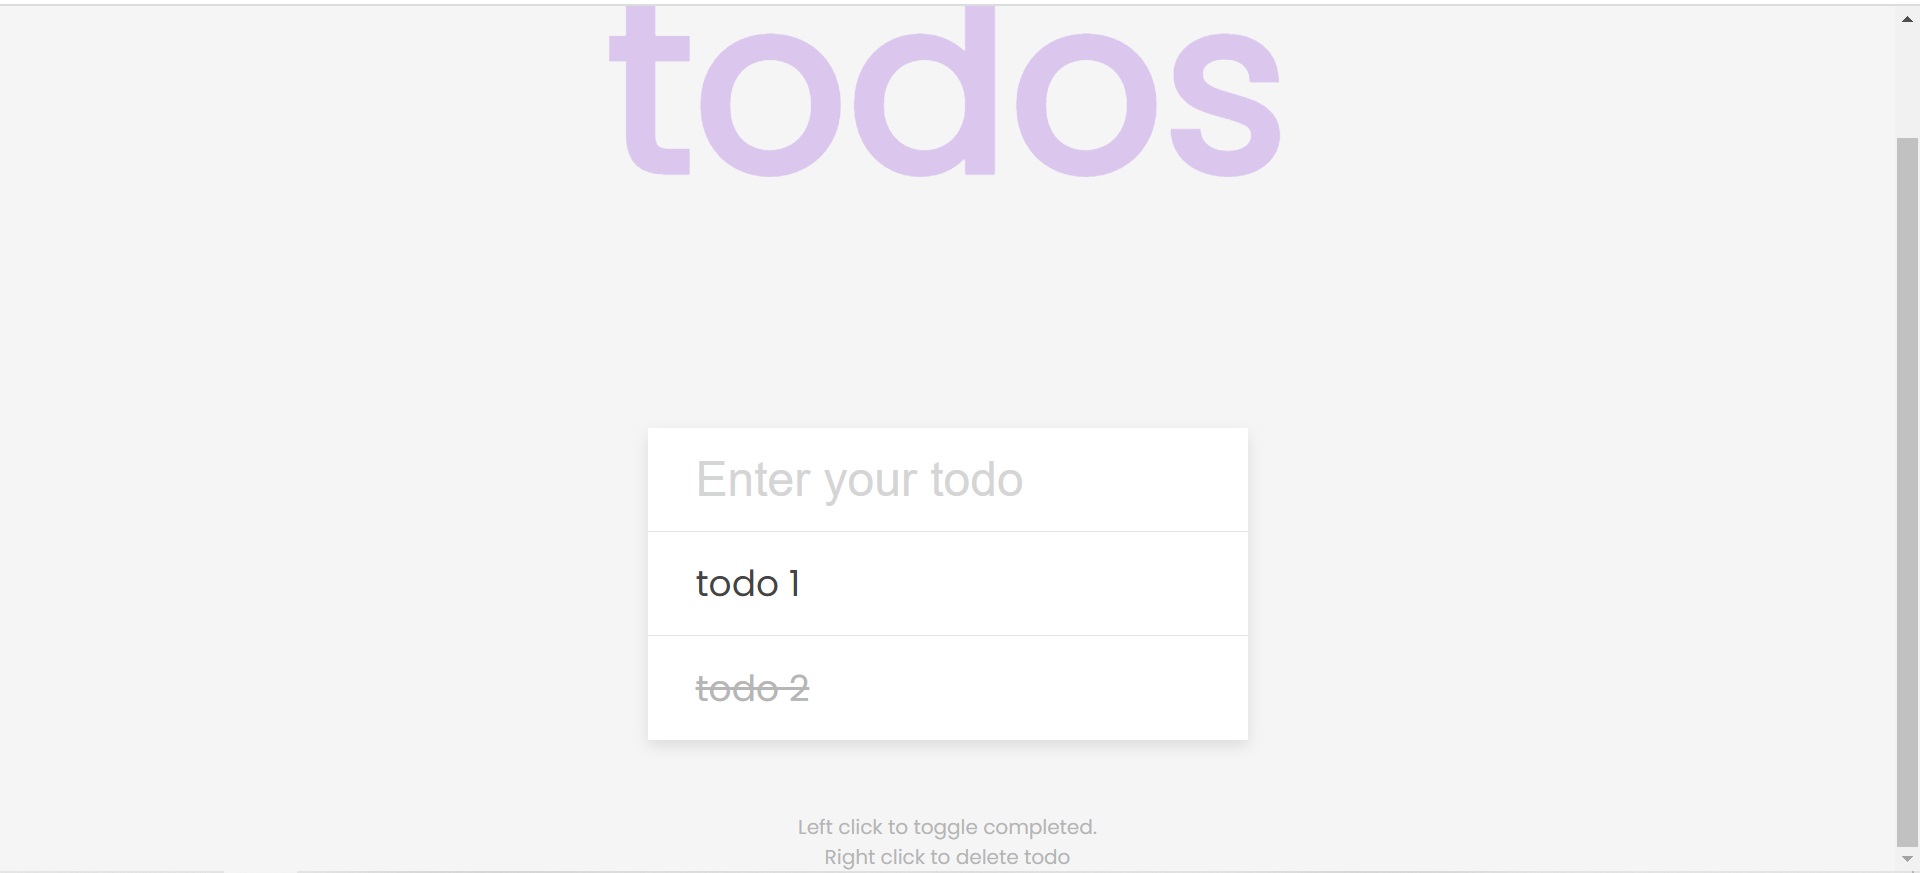 todos
Enter your todo
todo 1
todo 2
Left click to toggle completed.
Right click to delete todo